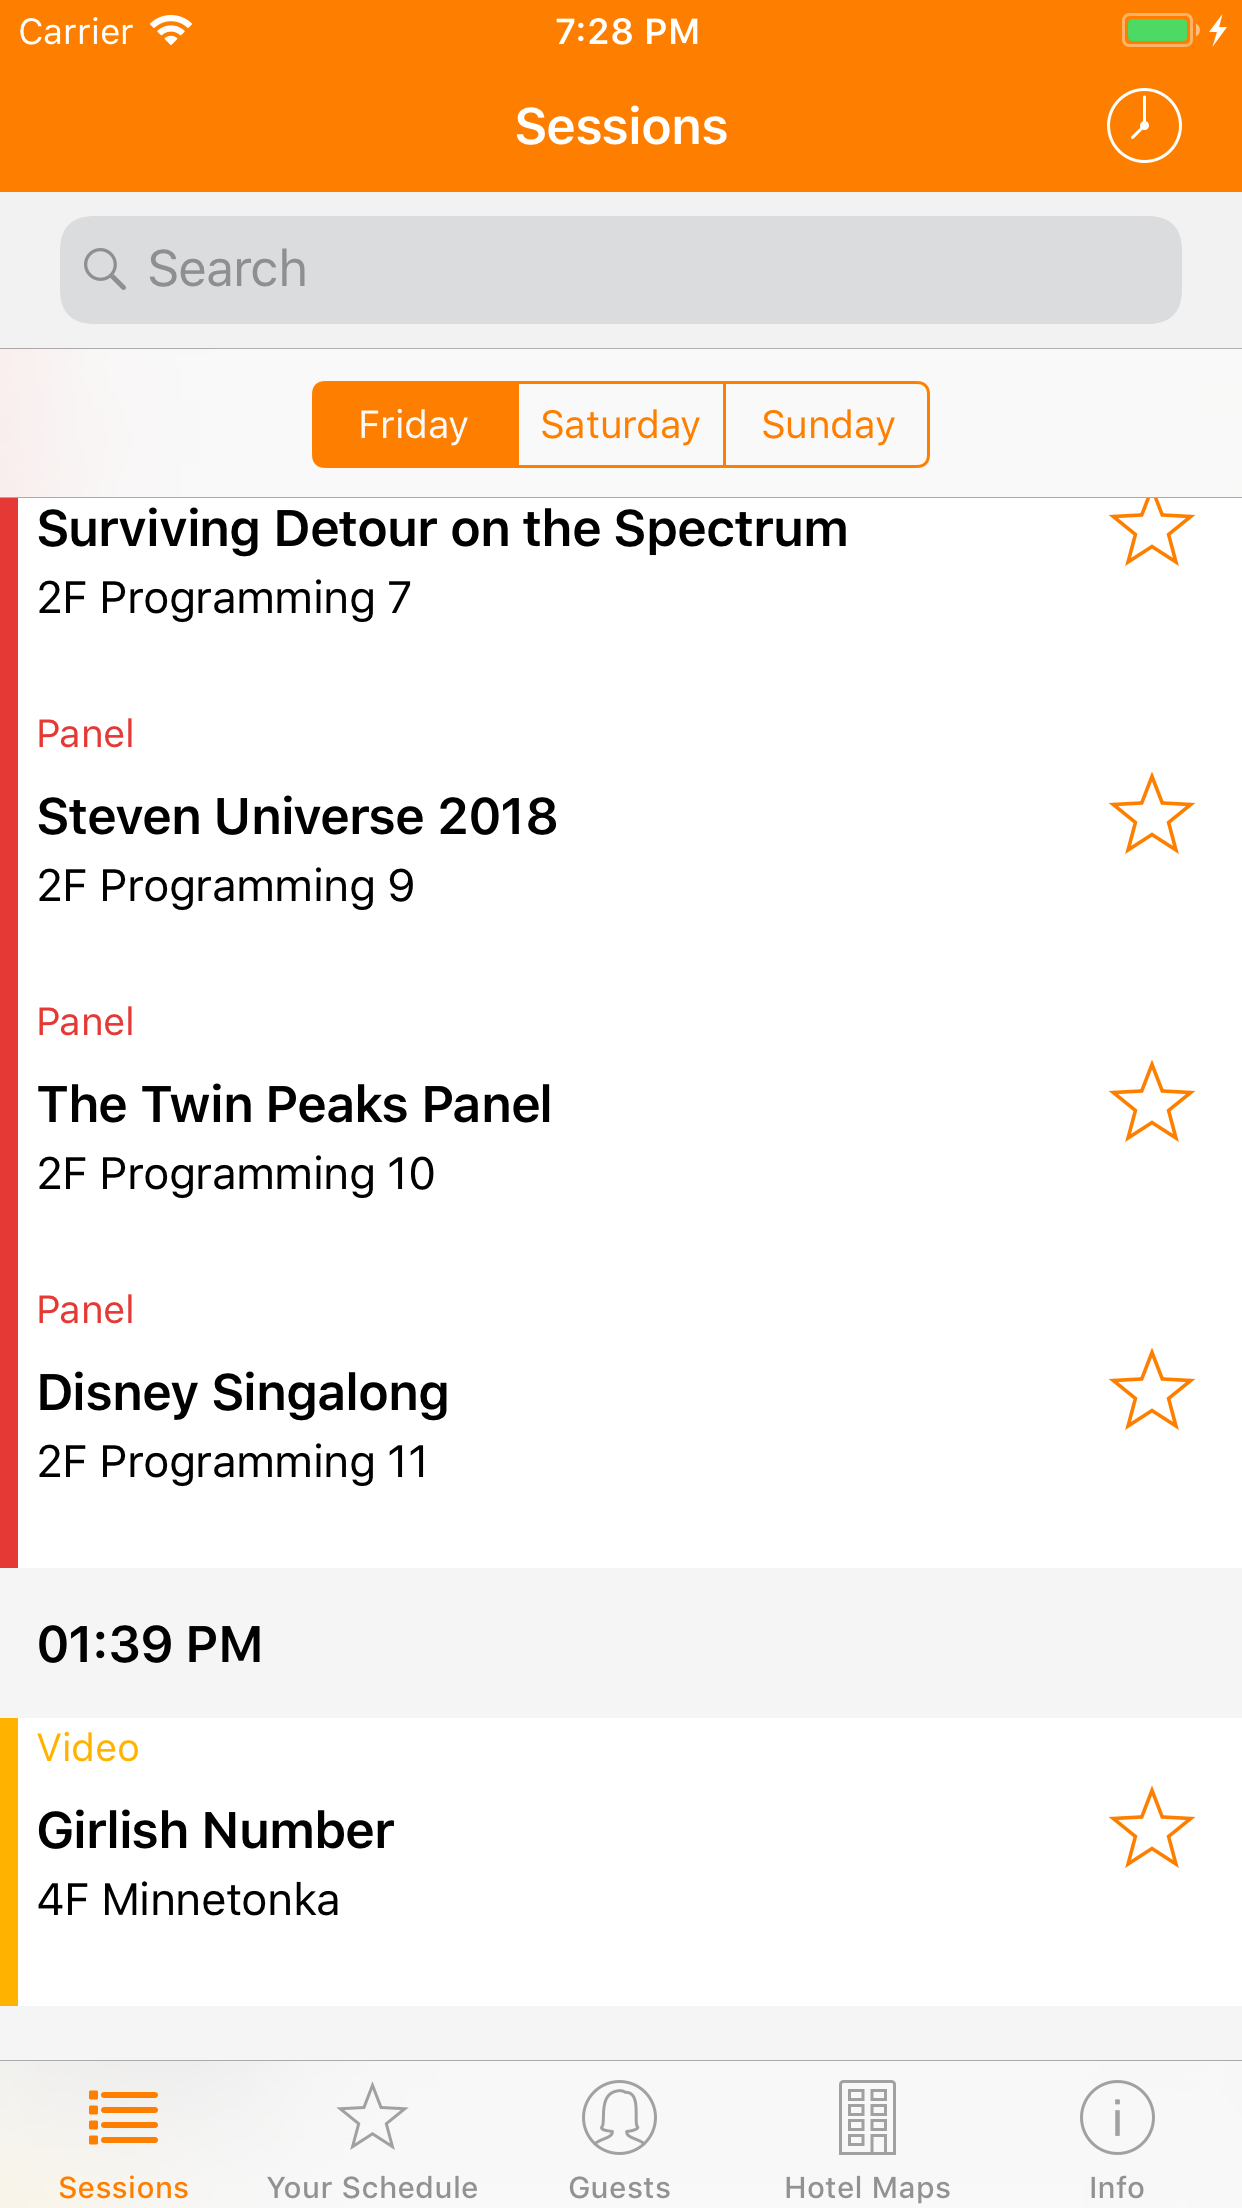 Carrier 7:28 PM
Sessions
Search
Friday Saturday Sunday
Surviving Detour on the Spectrum
2F Programming 7
Panel
Steven Universe 2018
2F Programming 9
Panel
The Twin Peaks Panel
2F Programming 10
Panel
Disney Singalong
2F Programming 11
01:39 PM
Video
Girlish Number
4F Minnetonka
Sessions Your Schedule Guests Hotel Maps Info